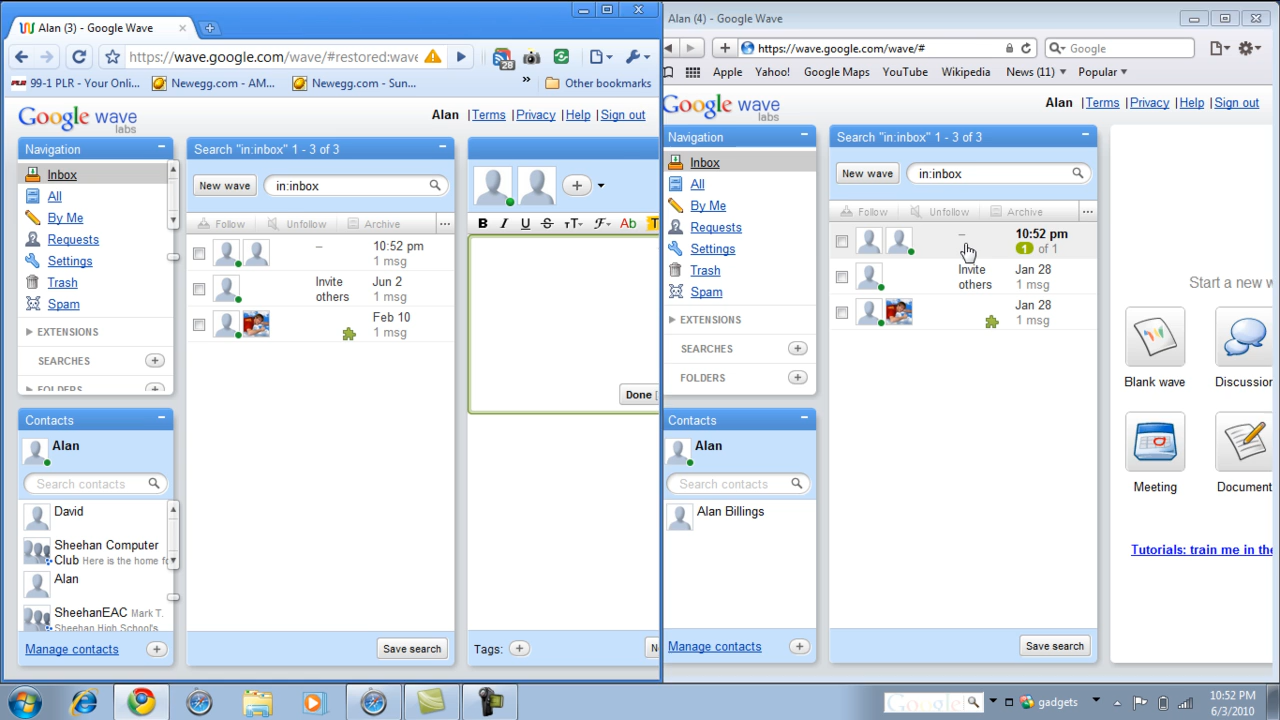 Alan (3) - Google Wave
https://wave.google.com/wave/#restored:wave
28
99-1 PLR - Your Onli...
Newegg.com - AM...
Newegg.com - Sun...
»
Other bookmarks
Google wave
labs
Alan |Terms |Privacy |Help |Sign out
Navigation
Inbox
All
By Me
Requests
Settings
Trash
Spam
EXTENSIONS
SEARCHES
FOLDERS
Contacts
Alan
Search contacts
David
Sheehan Computer
Club Here is the home fo
Alan
SheehanEAC Mark T.
Sheehan High School's
Manage contacts
Search "in:inbox" 1 - 3 of 3
New wave
in:inbox
Follow Unfollow Archive ...
– 10:52 pm
1 msg
Invite others
Jun 2
1 msg
Feb 10
1 msg
Save search
B I U S TT F Ab T
Done [
Tags:
N
Alan (4) - Google Wave
https://wave.google.com/wave/#
Google
Apple Yahoo! Google Maps YouTube Wikipedia News (11) Popular
Google wave
labs
Alan |Terms |Privacy |Help |Sign out
Navigation
Inbox
All
By Me
Requests
Settings
Trash
Spam
EXTENSIONS
SEARCHES
FOLDERS
Contacts
Alan
Search contacts
Alan Billings
Manage contacts
Search "in:inbox" 1 - 3 of 3
New wave
in:inbox
Follow Unfollow Archive ...
– 10:52 pm
1 of 1
Invite others
Jan 28
1 msg
Jan 28
1 msg
Save search
Start a new w
Blank wave
Discussion
Meeting
Document
Tutorials: train me in the
Google
gadgets
10:52 PM
6/3/2010